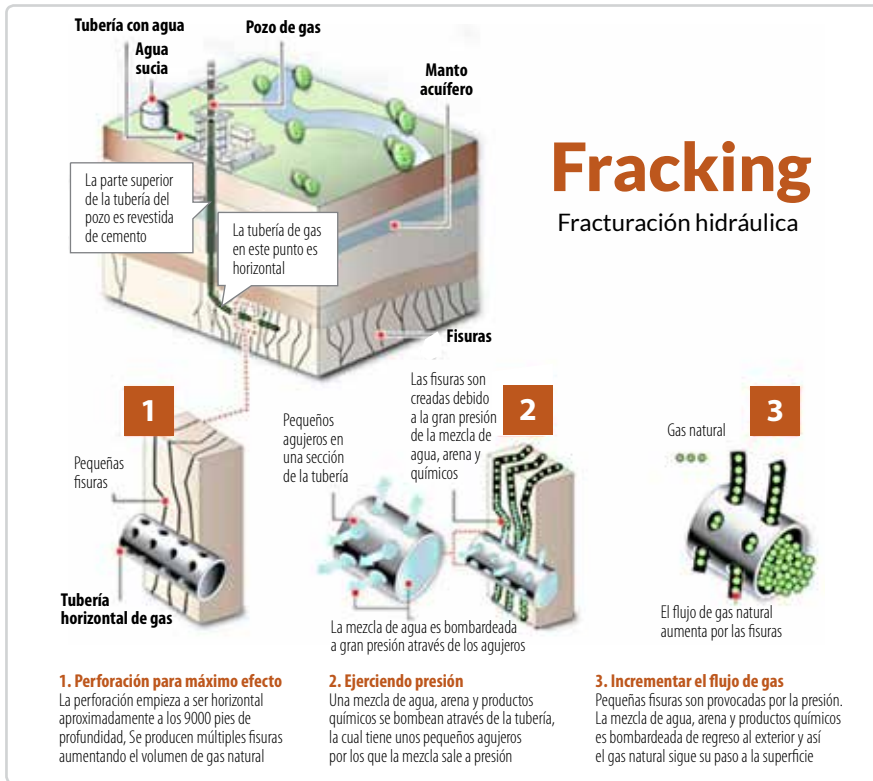 Tubería con agua
Pozo de gas
Agua
sucia
Manto
acuífero
Fracking
Fracturación hidráulica
La parte superior
de la tubería del
pozo es revestida
de cemento
La tubería de gas
en este punto es
horizontal
Fisuras
1
Pequeñas
fisuras
Tubería
horizontal de gas
Pequeños
agujeros en
una sección
de la tubería
Las fisuras son
creadas debido
a la gran presión
de la mezcla de
agua, arena y
químicos
2
La mezcla de agua es bombardeada
a gran presión através de los agujeros
3
Gas natural
El flujo de gas natural
aumenta por las fisuras
1. Perforación para máximo efecto
La perforación empieza a ser horizontal
aproximadamente a los 9000 pies de
profundidad, Se producen múltiples fisuras
aumentando el volumen de gas natural
2. Ejerciendo presión
Una mezcla de agua, arena y productos
químicos se bombean através de la tubería,
la cual tiene unos pequeños agujeros
por los que la mezcla sale a presión
3. Incrementar el flujo de gas
Pequeñas fisuras son provocadas por la presión.
La mezcla de agua, arena y productos químicos
es bombardeada de regreso al exterior y así
el gas natural sigue su paso a la superficie